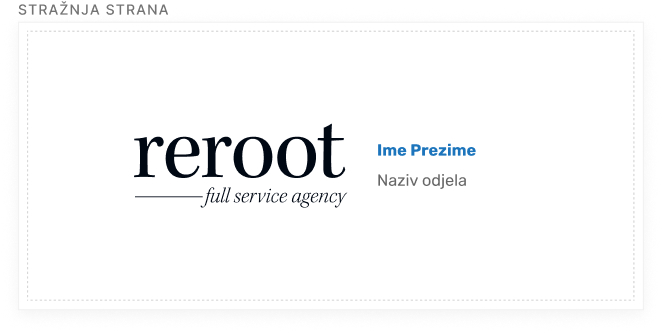 STRAŽNJA STRANA
reroot
full service agency
Ime Prezime
Naziv odjela